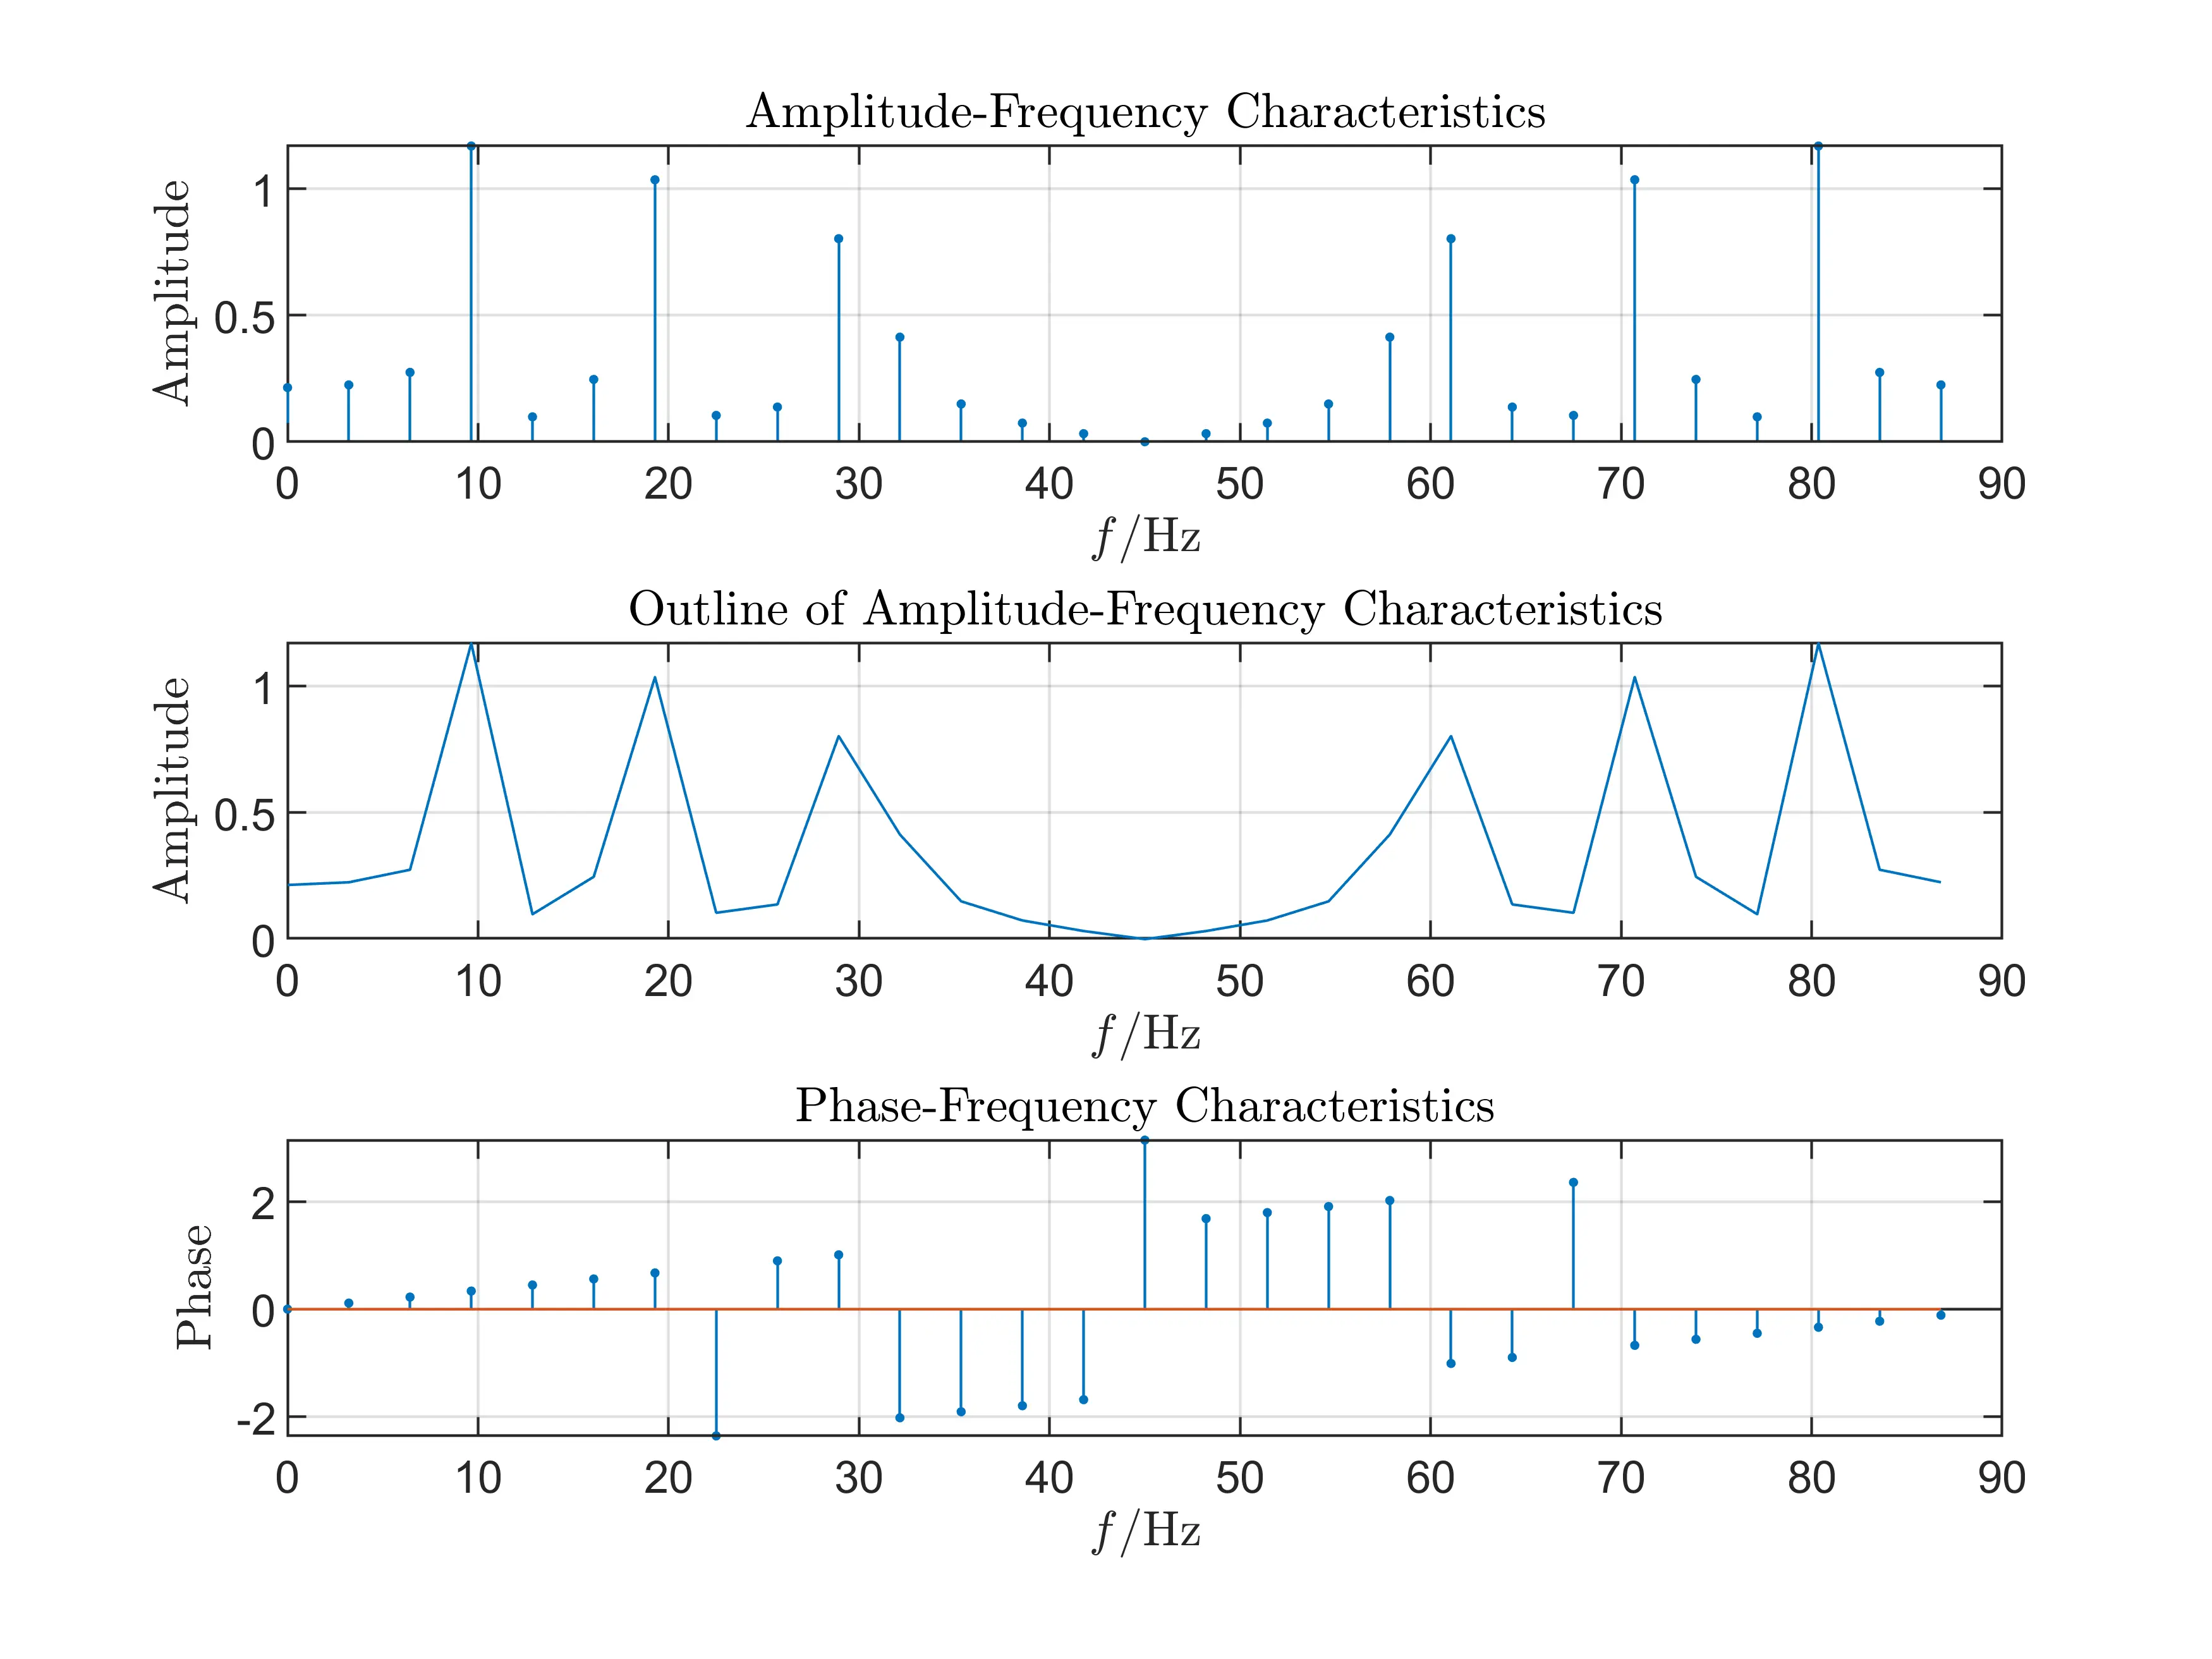 Amplitude-Frequency Characteristics
Amplitude
1
0.5
0
0 10 20 30 40 50 60 70 80 90
f/Hz
Outline of Amplitude-Frequency Characteristics
Amplitude
1
0.5
0
0 10 20 30 40 50 60 70 80 90
f/Hz
Phase-Frequency Characteristics
Phase
2
0
-2
0 10 20 30 40 50 60 70 80 90
f/Hz